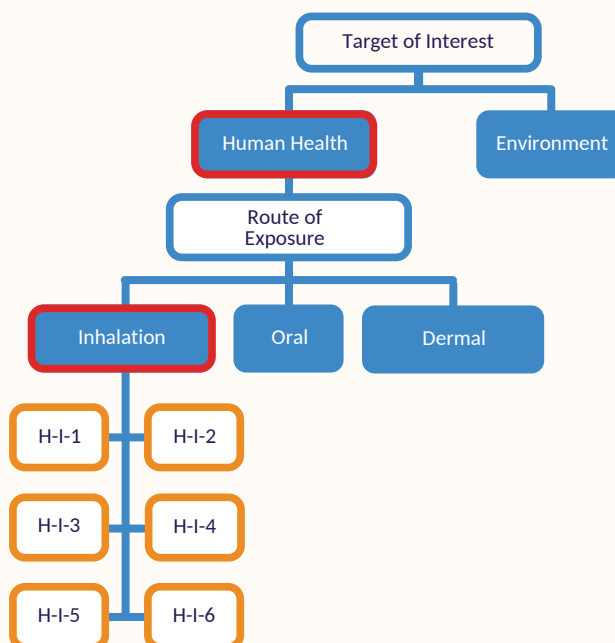 Target of Interest
Human Health
Environment
Route of
Exposure
Inhalation
Oral
Dermal
H-I-1
H-I-2
H-I-3
H-I-4
H-I-5
H-I-6